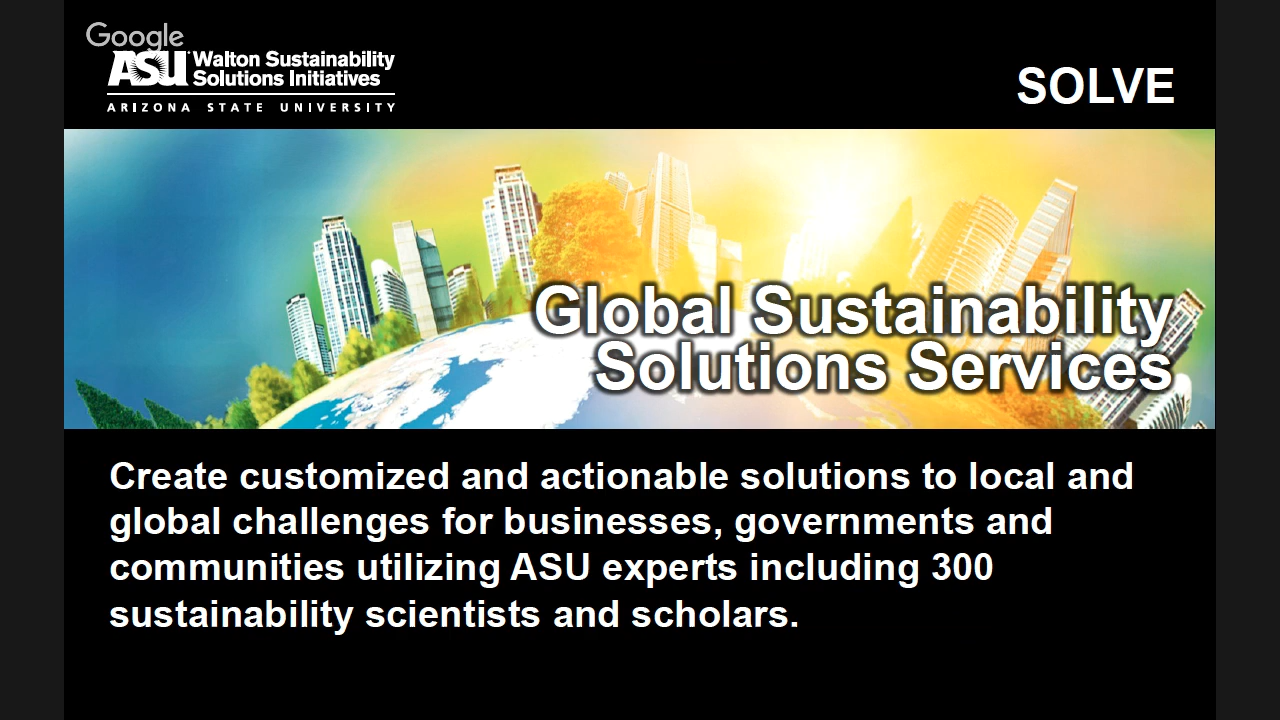 Google
ASU Walton Sustainability
Solutions Initiatives
ARIZONA STATE UNIVERSITY
SOLVE
Global Sustainability
Solutions Services
Create customized and actionable solutions to local and
global challenges for businesses, governments and
communities utilizing ASU experts including 300
sustainability scientists and scholars.